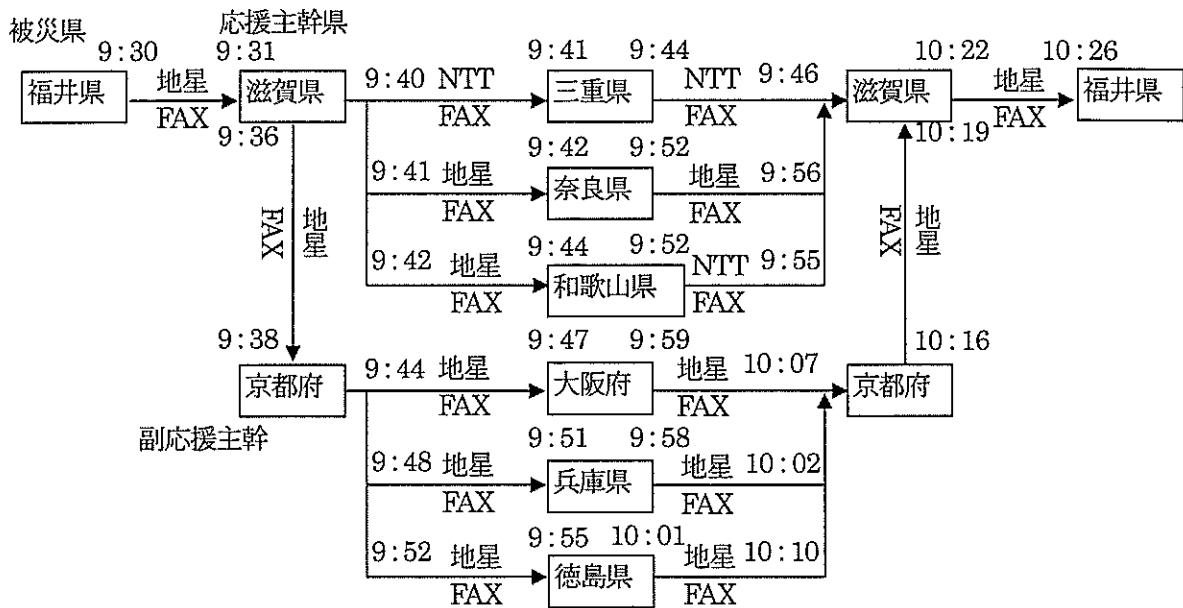 被災県
応援主幹県
9:30 9:31 9:41 9:44 10:22 10:26
福井県 地星 FAX 滋賀県 9:40 NTT FAX 三重県 NTT FAX 9:46 滋賀県 地星 FAX 福井県
9:36 9:42 9:52 10:19
9:41 地星 FAX 奈良県 地星 FAX 9:56
地星 FAX 地星 FAX
9:44 9:52
9:42 地星 FAX 和歌山県 NTT FAX 9:55
9:38 9:47 9:59 10:16
京都府 9:44 地星 FAX 大阪府 地星 FAX 10:07 京都府
副応援主幹
9:51 9:58
9:48 地星 FAX 兵庫県 地星 FAX 10:02
9:55 10:01
9:52 地星 FAX 徳島県 地星 FAX 10:10